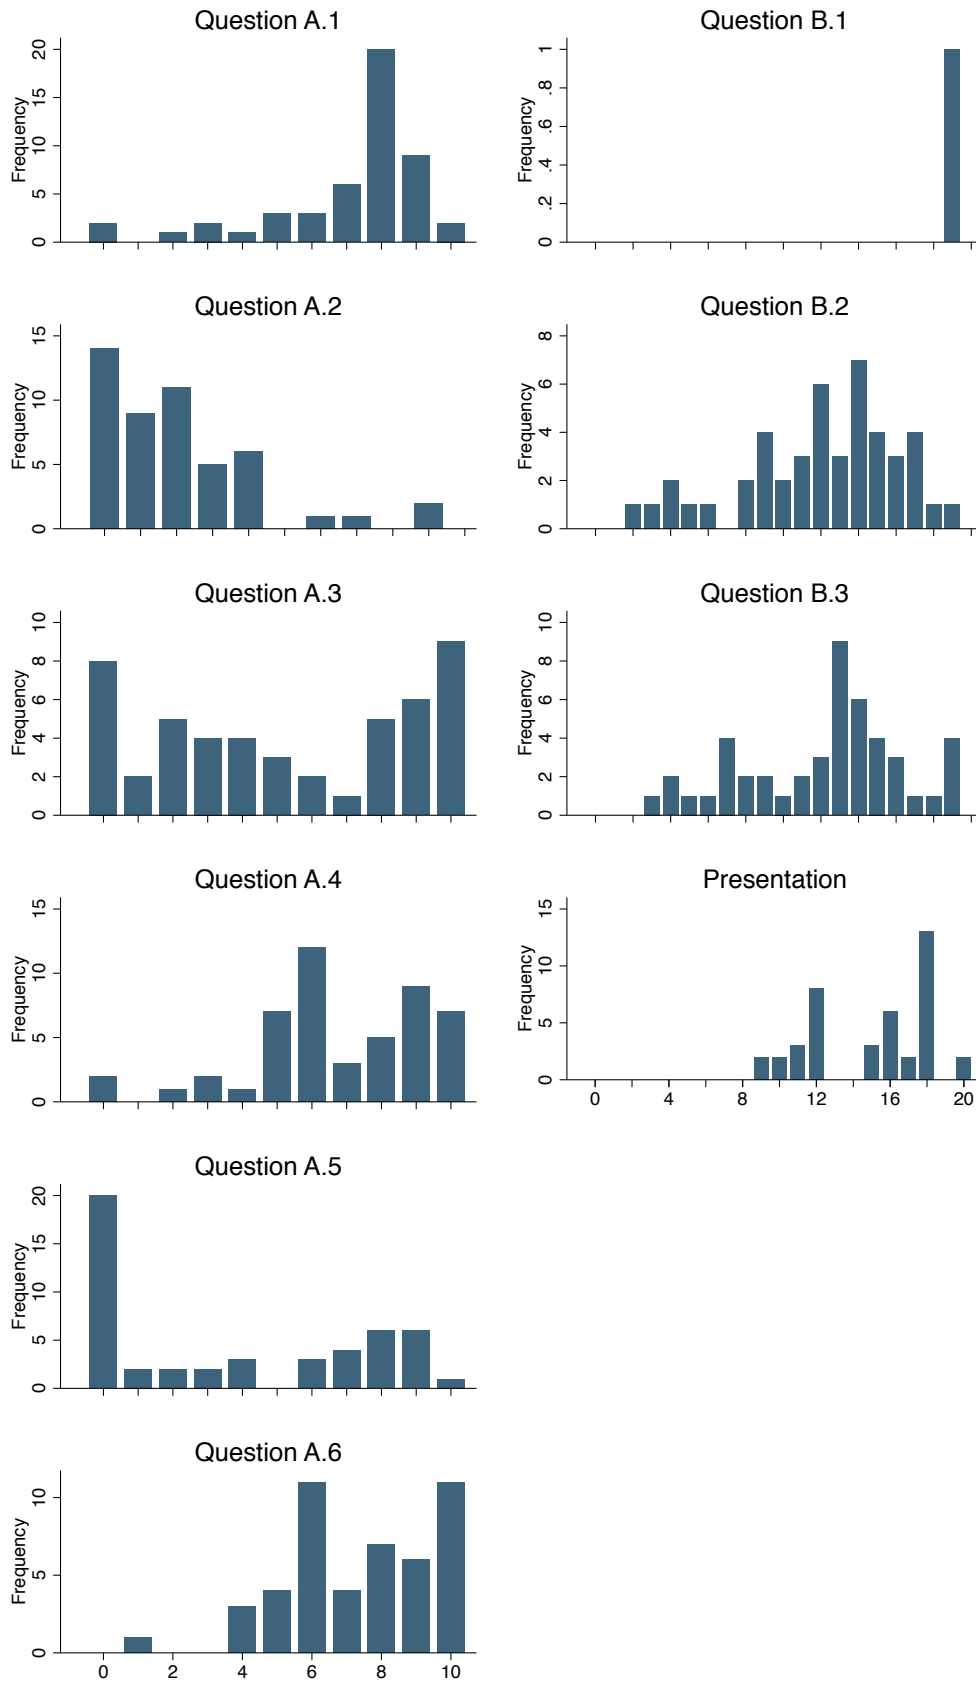 Question A.1
Frequency
0 5 10 15 20
Question B.1
Frequency
0 .2 .4 .6 .8 1
Question A.2
Frequency
0 5 10 15
Question B.2
Frequency
0 2 4 6 8
Question A.3
Frequency
0 2 4 6 8 10
Question B.3
Frequency
0 2 4 6 8 10
Question A.4
Frequency
0 5 10 15
Presentation
Frequency
0 5 10 15
0 4 8 12 16 20
Question A.5
Frequency
0 5 10 15 20
Question A.6
Frequency
0 5 10
0 2 4 6 8 10